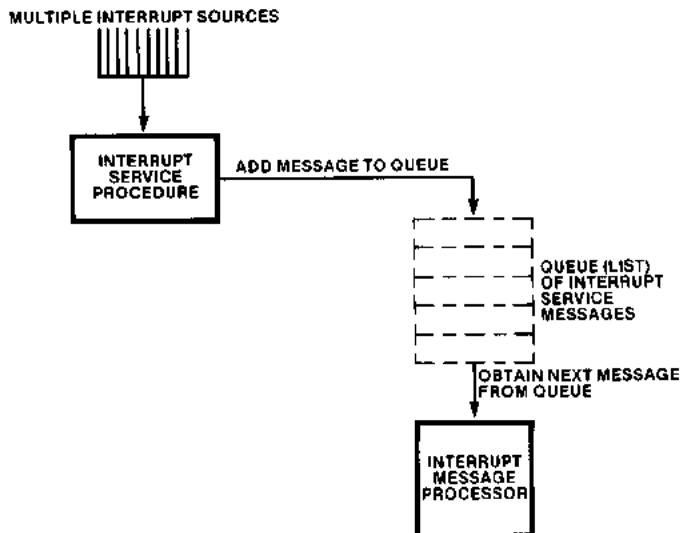 MULTIPLE INTERRUPT SOURCES
INTERRUPT
SERVICE
PROCEDURE
ADD MESSAGE TO QUEUE
QUEUE (LIST)
OF INTERRUPT
SERVICE
MESSAGES
OBTAIN NEXT MESSAGE
FROM QUEUE
INTERRUPT
MESSAGE
PROCESSOR